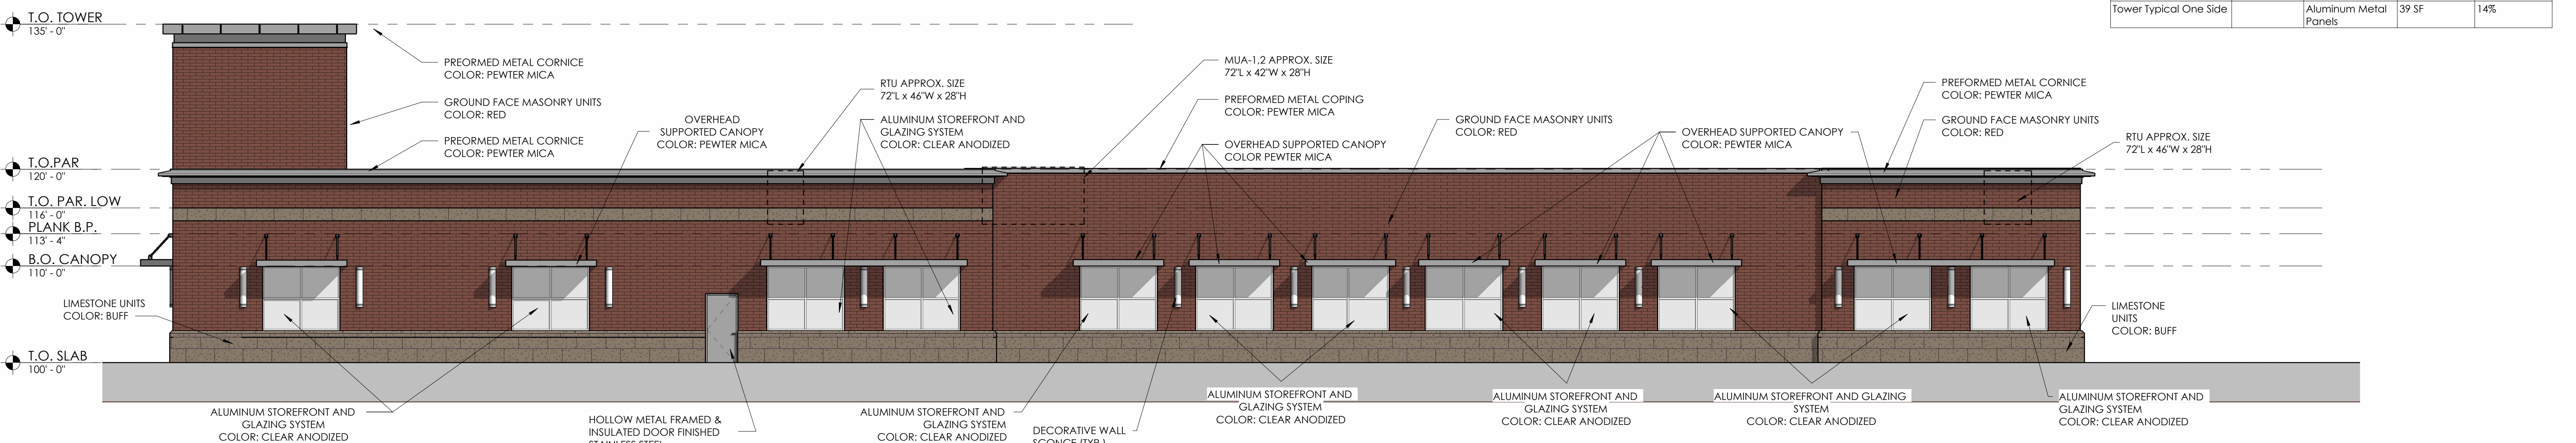 Tower Typical One Side
Aluminum Metal
Panels
39 SF
14%
T.O. TOWER
135' - 0"
T.O.PAR
120' - 0"
T.O. PAR. LOW
116' - 0"
PLANK B.P.
113' - 4"
B.O. CANOPY
110' - 0"
T.O. SLAB
100' - 0"
LIMESTONE UNITS
COLOR: BUFF
PREORMED METAL CORNICE
COLOR: PEWTER MICA
GROUND FACE MASONRY UNITS
COLOR: RED
PREFORMED METAL CORNICE
COLOR: PEWTER MICA
OVERHEAD
SUPPORTED CANOPY
COLOR: PEWTER MICA
RTU APPROX. SIZE
72"L x 46"W x 28"H
ALUMINUM STOREFRONT AND
GLAZING SYSTEM
COLOR: CLEAR ANODIZED
MUA-1,2 APPROX. SIZE
72"L x 42"W x 28"H
PREFORMED METAL COPING
COLOR: PEWTER MICA
OVERHEAD SUPPORTED CANOPY
COLOR PEWTER MICA
GROUND FACE MASONRY UNITS
COLOR: RED
OVERHEAD SUPPORTED CANOPY
COLOR: PEWTER MICA
PREFORMED METAL CORNICE
COLOR: PEWTER MICA
GROUND FACE MASONRY UNITS
COLOR: RED
RTU APPROX. SIZE
72"L x 46"W x 28"H
LIMESTONE
UNITS
COLOR: BUFF
ALUMINUM STOREFRONT AND
GLAZING SYSTEM
COLOR: CLEAR ANODIZED
HOLLOW METAL FRAMED &
INSULATED DOOR FINISHED
STAINLESS STEEL
ALUMINUM STOREFRONT AND
GLAZING SYSTEM
COLOR: CLEAR ANODIZED
DECORATIVE WALL
SCONCE (TYP.)
ALUMINUM STOREFRONT AND
GLAZING SYSTEM
COLOR: CLEAR ANODIZED
ALUMINUM STOREFRONT AND
GLAZING SYSTEM
COLOR: CLEAR ANODIZED
ALUMINUM STOREFRONT AND GLAZING
SYSTEM
COLOR: CLEAR ANODIZED
ALUMINUM STOREFRONT AND
GLAZING SYSTEM
COLOR: CLEAR ANODIZED